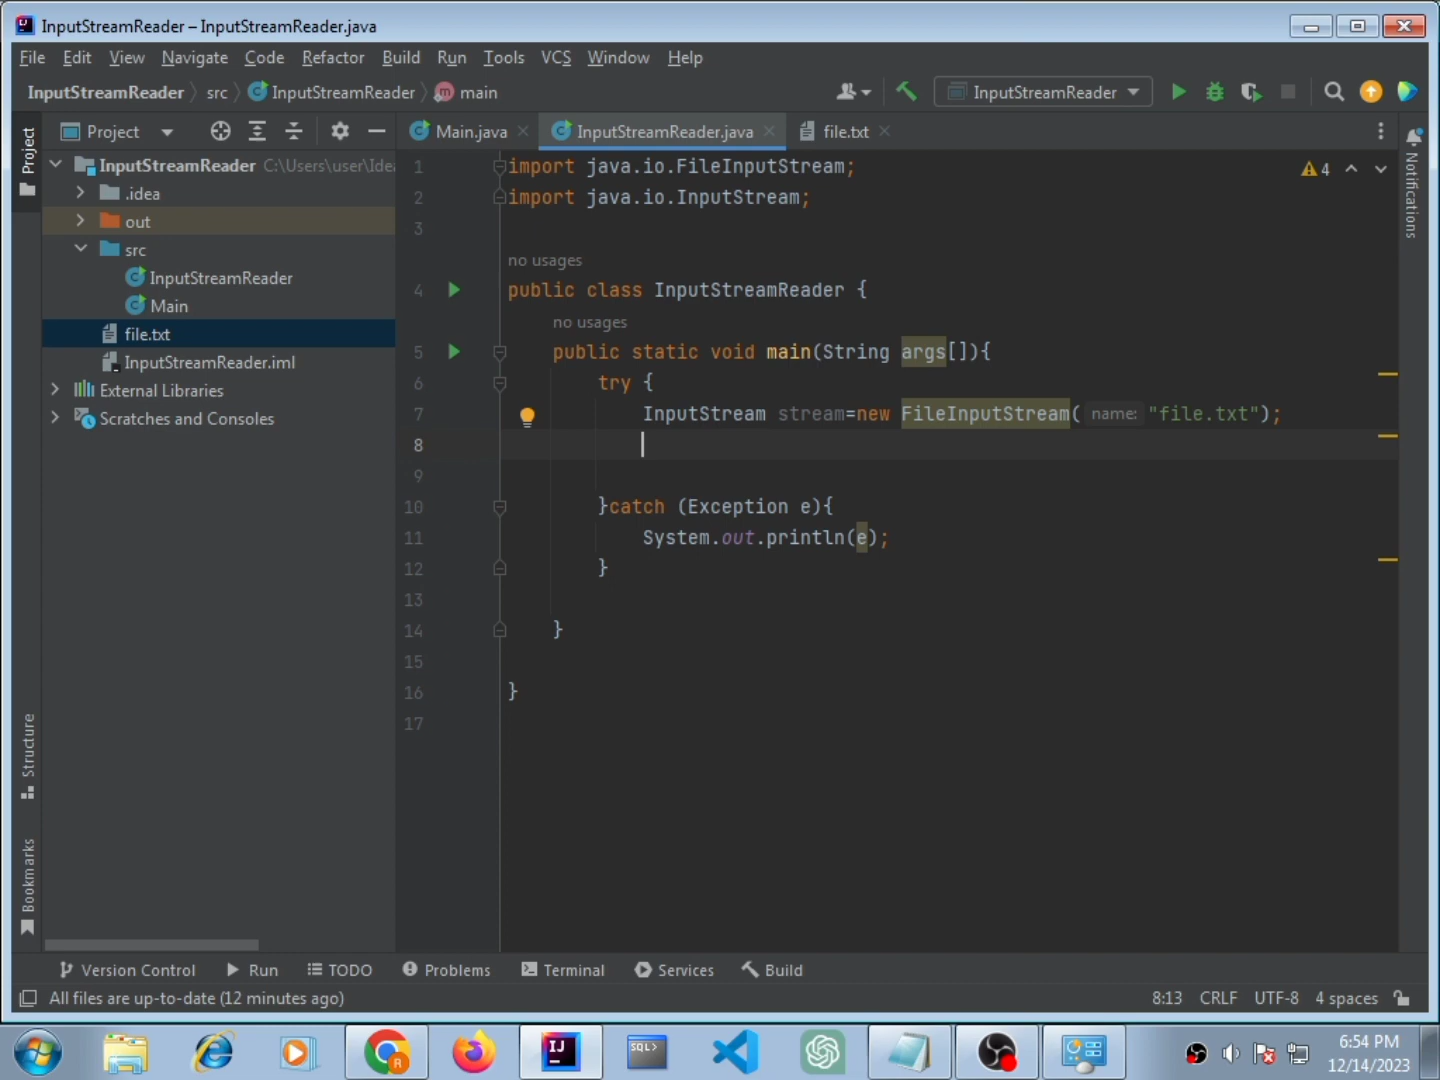 InputStreamReader – InputStreamReader.java
File Edit View Navigate Code Refactor Build Run Tools VCS Window Help
InputStreamReader src InputStreamReader main InputStreamReader
Project Main.java InputStreamReader.java file.txt
Project
Structure
Bookmarks
InputStreamReader C:\Users\user\Idea
.idea
out
src
InputStreamReader
Main
file.txt
InputStreamReader.iml
External Libraries
Scratches and Consoles
1 import java.io.FileInputStream; 4
2 import java.io.InputStream;
3
no usages
4 public class InputStreamReader {
no usages
5 public static void main(String args[]){
6 try {
7 InputStream stream=new FileInputStream( name: "file.txt");
8
9
10 }catch (Exception e){
11 System.out.println(e);
12 }
13
14 }
15
16 }
17
Notifications
Version Control Run TODO Problems Terminal Services Build
All files are up-to-date (12 minutes ago) 8:13 CRLF UTF-8 4 spaces
R IJ SQL>
6:54 PM
12/14/2023